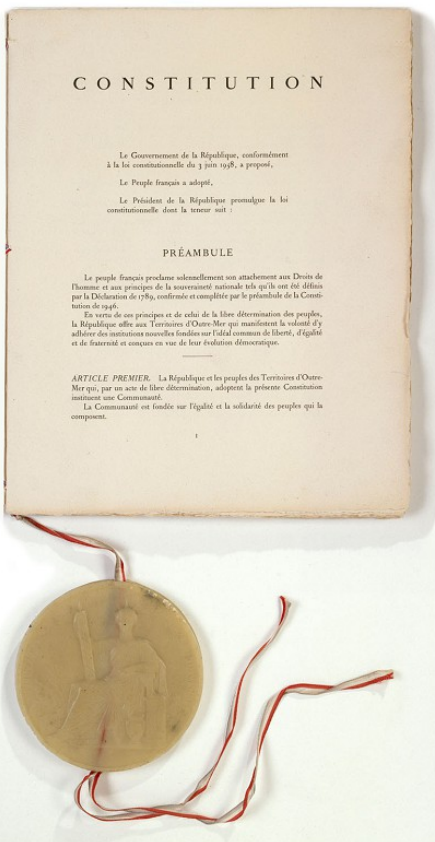 CONSTITUTION
Le Gouvernement de la République, conformément
à la loi constitutionnelle du 3 juin 1958, a proposé,
Le Peuple français a adopté,
Le Président de la République promulgue la loi
constitutionnelle dont la teneur suit :
PRÉAMBULE
Le peuple français proclame solennellement son attachement aux Droits de
l'homme et aux principes de la souveraineté nationale tels qu'ils ont été définis
par la Déclaration de 1789, confirmée et complétée par le préambule de la Consti-
tution de 1946.
En vertu de ces principes et de celui de la libre détermination des peuples,
la République offre aux Territoires d'Outre-Mer qui manifestent la volonté d'y
adhérer des institutions nouvelles fondées sur l'idéal commun de liberté, d'égalité
et de fraternité et conçues en vue de leur évolution démocratique.
ARTICLE PREMIER. La République et les peuples des Territoires d'Outre-
Mer qui, par un acte de libre détermination, adoptent la présente Constitution
instituent une Communauté.
La Communauté est fondée sur l'égalité et la solidarité des peuples qui la
composent.
1